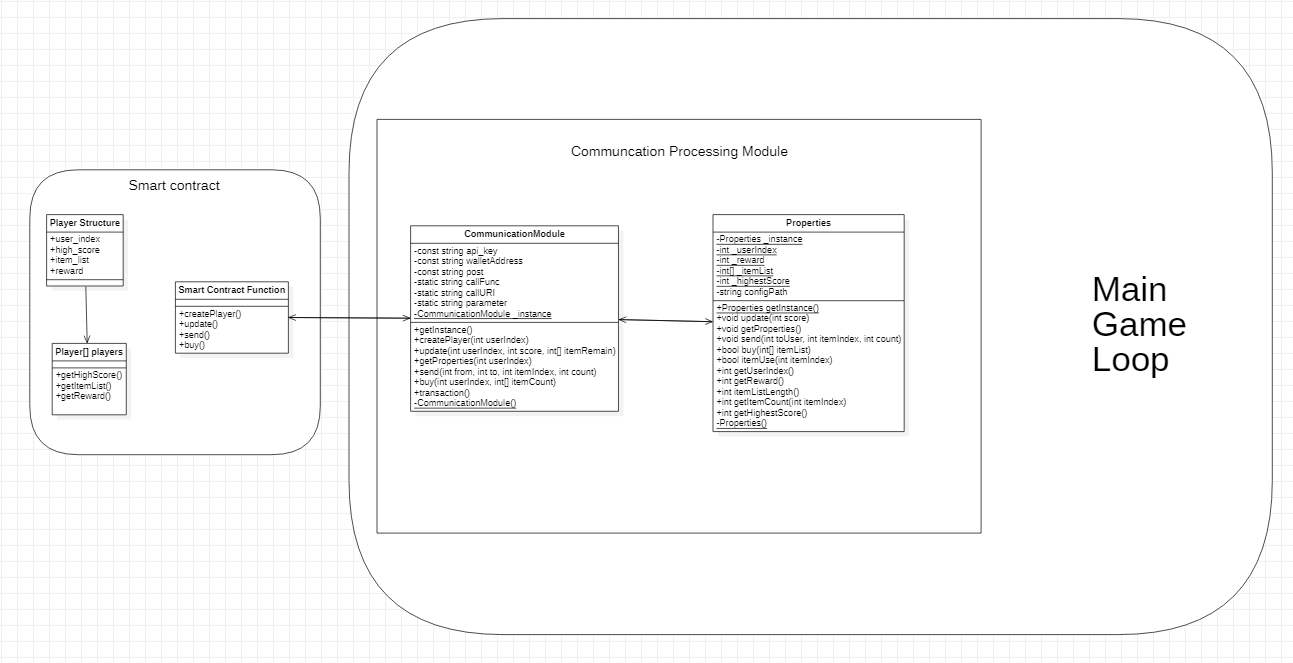 Smart contract
Player Structure
+user_index
+high_score
+item_list
+reward
Player[] players
+getHighScore()
+getItemList()
+getReward()
Smart Contract Function
+createPlayer()
+update()
+send()
+buy()
Communcation Processing Module
CommunicationModule
-const string api_key
-const string walletAddress
-const string post
-static string callFunc
-static string callURI
-static string parameter
-CommunicationModule _instance
+getInstance()
+createPlayer(int userIndex)
+update(int userIndex, int score, int[] itemRemain)
+getProperties(int userIndex)
+send(int from, int to, int itemIndex, int count)
+buy(int userIndex, int[] itemCount)
+transaction()
-CommunicationModule()
Properties
-Properties _instance
-int _userIndex
-int _reward
-int[] _itemList
-int _highestScore
-string configPath
+Properties getInstance()
+void update(int score)
+void getProperties()
+void send(int toUser, int itemIndex, int count)
+bool buy(int[] itemList)
+bool itemUse(int itemIndex)
+int getUserIndex()
+int getReward()
+int itemListLength()
+int getItemCount(int itemIndex)
+int getHighestScore()
-Properties()
Main
Game
Loop